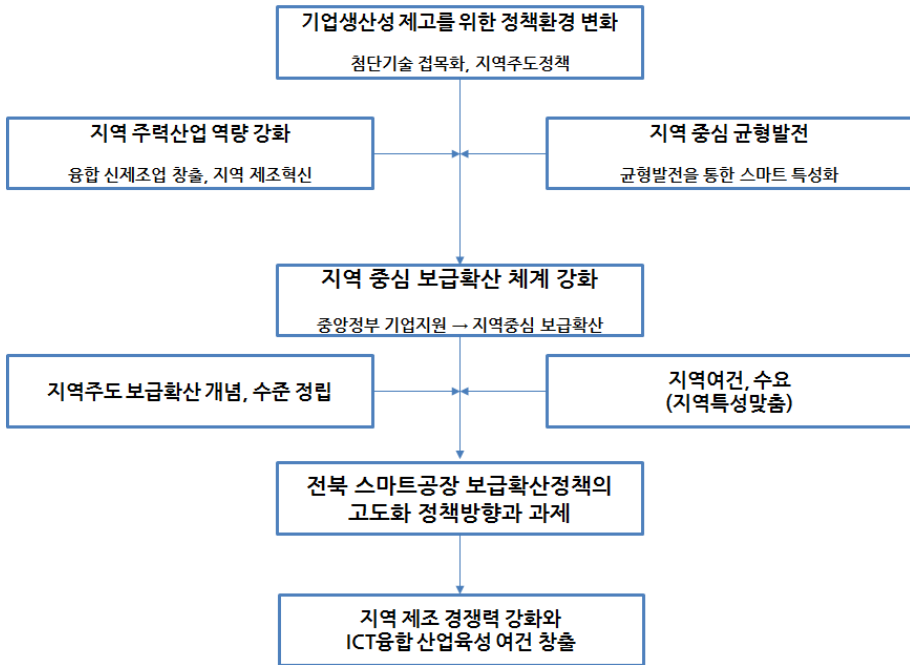 기업생산성 제고를 위한 정책환경 변화
첨단기술 접목화, 지역주도정책
지역 주력산업 역량 강화
융합 신제조업 창출, 지역 제조혁신
지역 중심 균형발전
균형발전을 통한 스마트 특성화
지역 중심 보급확산 체계 강화
중앙정부 기업지원 → 지역중심 보급확산
지역주도 보급확산 개념, 수준 정립
지역여건, 수요
(지역특성맞춤)
전북 스마트공장 보급확산정책의
고도화 정책방향과 과제
지역 제조 경쟁력 강화와
ICT융합 산업육성 여건 창출